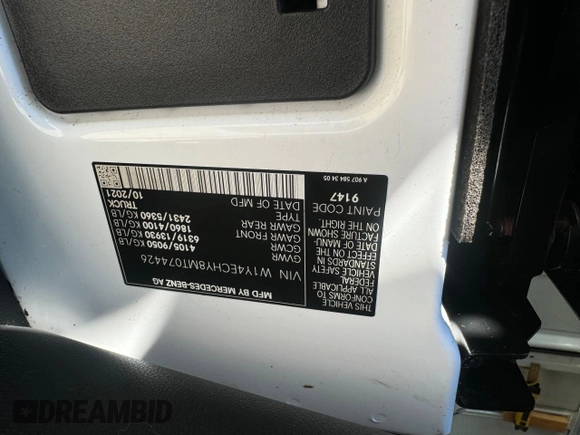 MFD BY MERCEDES-BENZ AG
VIN W1Y4ECHY8MT074426
GVWR 4105/9050 KG/LB
GCWR 6319/13930 KG/LB
GAWR FRONT 1860/4100 KG/LB
GAWR REAR 2431/5360 KG/LB
TYPE TRUCK
DATE OF MFD 10/2021
THIS VEHICLE
CONFORMS TO
ALL APPLICABLE
FEDERAL
VEHICLE SAFETY
STANDARDS IN
EFFECT ON THE
DATE OF MANU-
FACTURE SHOWN
ON THE RIGHT
PAINT CODE
9147
A 907 584 34 05
DREAMBID